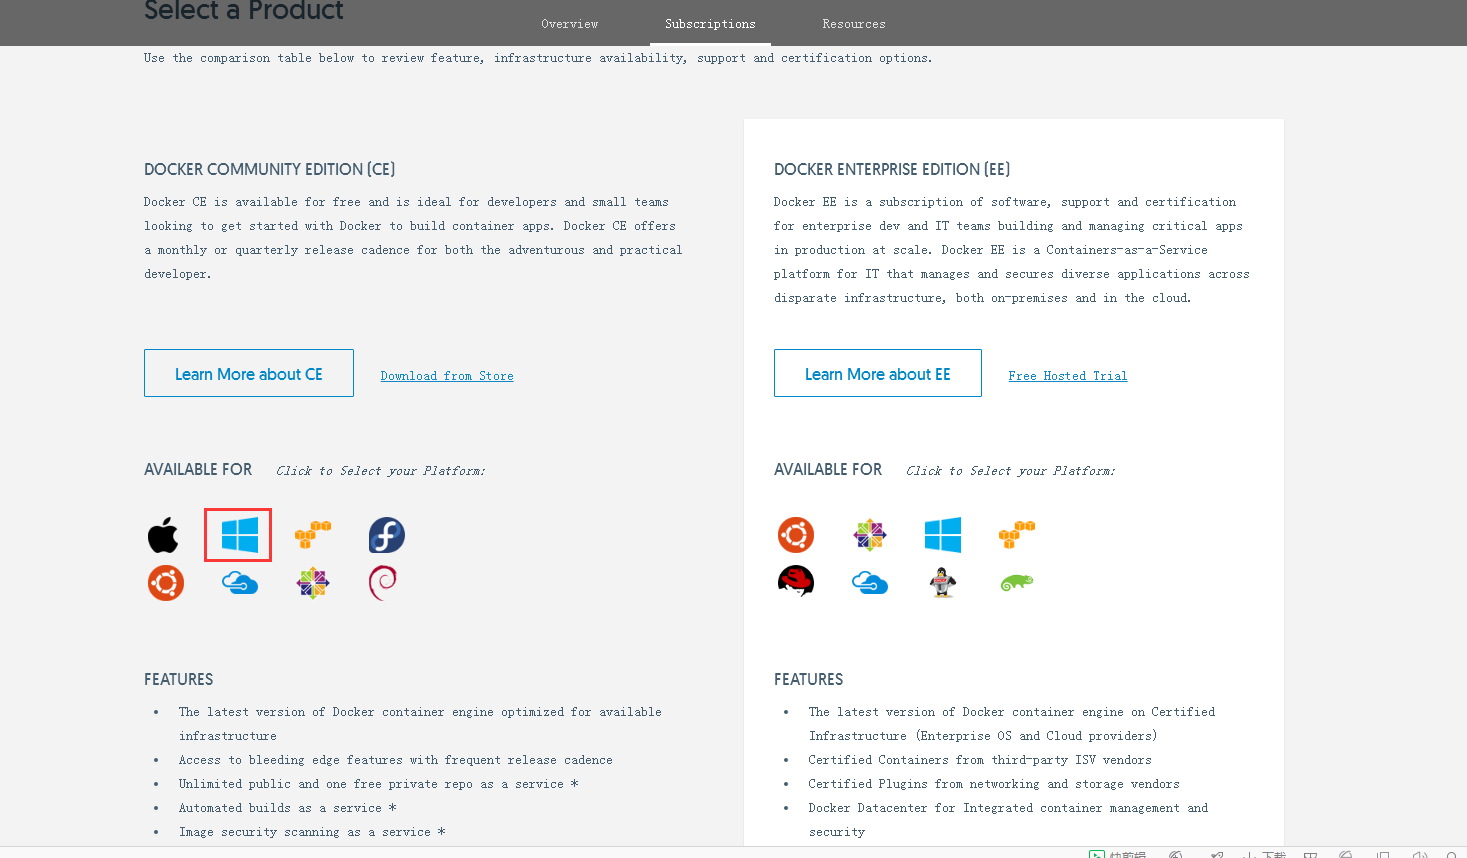 Select a Product
Overview
Subscriptions
Resources
Use the comparison table below to review feature, infrastructure availability, support and certification options.
DOCKER COMMUNITY EDITION (CE)
Docker CE is available for free and is ideal for developers and small teams
looking to get started with Docker to build container apps. Docker CE offers
a monthly or quarterly release cadence for both the adventurous and practical
developer.
Learn More about CE
Download from Store
AVAILABLE FOR
Click to Select your Platform:
FEATURES
• The latest version of Docker container engine optimized for available
infrastructure
• Access to bleeding edge features with frequent release cadence
• Unlimited public and one free private repo as a service *
• Automated builds as a service *
• Image security scanning as a service *
DOCKER ENTERPRISE EDITION (EE)
Docker EE is a subscription of software, support and certification
for enterprise dev and IT teams building and managing critical apps
in production at scale. Docker EE is a Containers-as-a-Service
platform for IT that manages and secures diverse applications across
disparate infrastructure, both on-premises and in the cloud.
Learn More about EE
Free Hosted Trial
AVAILABLE FOR
Click to Select your Platform:
FEATURES
• The latest version of Docker container engine on Certified
Infrastructure (Enterprise OS and Cloud providers)
• Certified Containers from third-party ISV vendors
• Certified Plugins from networking and storage vendors
• Docker Datacenter for Integrated container management and
security
快剪辑
下载